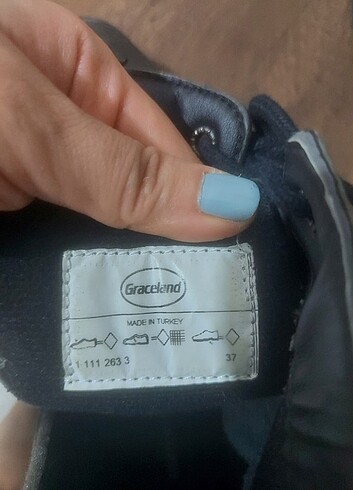 Graceland
MADE IN TURKEY
1 111 263 3 37